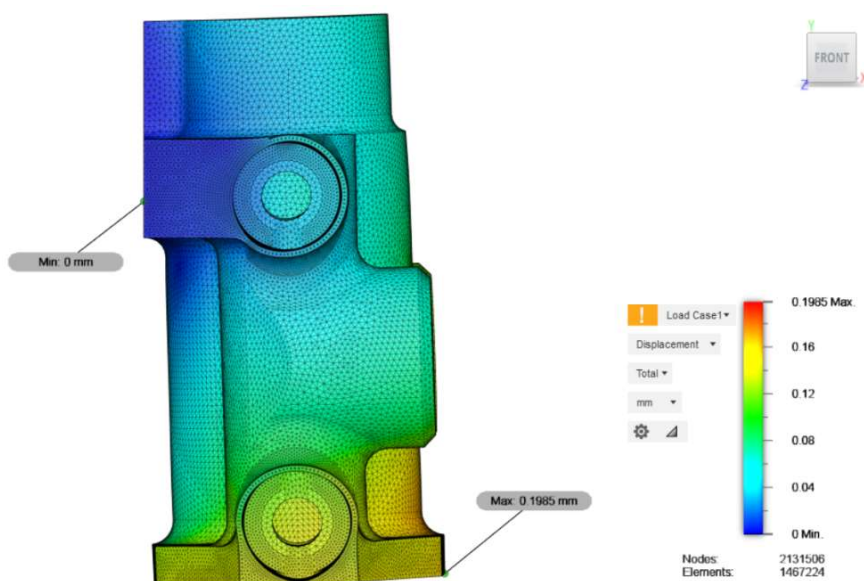 Y
FRONT
Z
X
Min: 0 mm
Max: 0.1985 mm
! Load Case1
Displacement
Total
mm
0.1985 Max.
0.16
0.12
0.08
0.04
0 Min.
Nodes: 2131506
Elements: 1467224